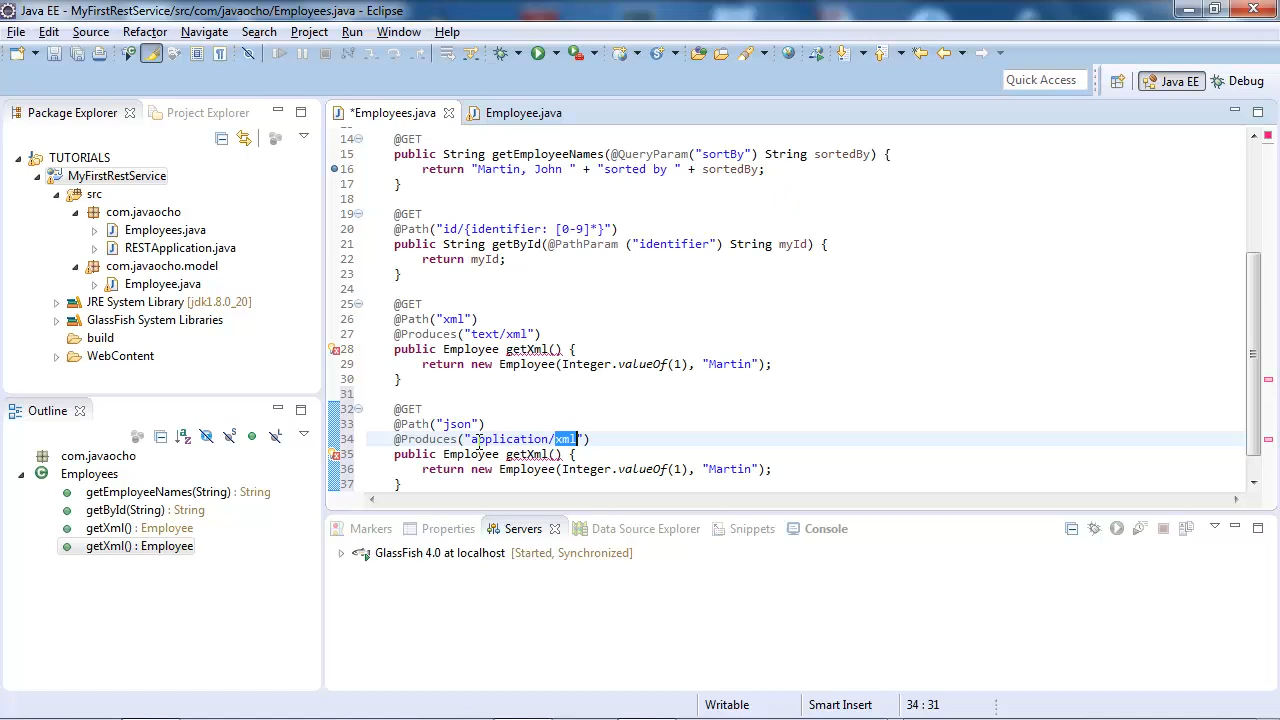 Java EE - MyFirstRestService/src/com/javaocho/Employees.java - Eclipse
File Edit Source Refactor Navigate Search Project Run Window Help
Quick Access
Java EE
Debug
Package Explorer
Project Explorer
*Employees.java
Employee.java
TUTORIALS
MyFirstRestService
src
com.javaocho
Employees.java
RESTApplication.java
com.javaocho.model
Employee.java
JRE System Library [jdk1.8.0_20]
GlassFish System Libraries
build
WebContent
14 @GET
15 public String getEmployeeNames(@QueryParam("sortBy") String sortedBy) {
16 return "Martin, John " + "sorted by " + sortedBy;
17 }
18
19 @GET
20 @Path("id/{identifier: [0-9]*}")
21 public String getById(@PathParam ("identifier") String myId) {
22 return myId;
23 }
24
25 @GET
26 @Path("xml")
27 @Produces("text/xml")
28 public Employee getXml() {
29 return new Employee(Integer.valueOf(1), "Martin");
30 }
31
32 @GET
33 @Path("json")
34 @Produces("application/xml")
35 public Employee getXml() {
36 return new Employee(Integer.valueOf(1), "Martin");
37 }
Outline
com.javaocho
Employees
getEmployeeNames(String) : String
getById(String) : String
getXml() : Employee
getXml() : Employee
Markers
Properties
Servers
Data Source Explorer
Snippets
Console
GlassFish 4.0 at localhost [Started, Synchronized]
Writable
Smart Insert
34 : 31